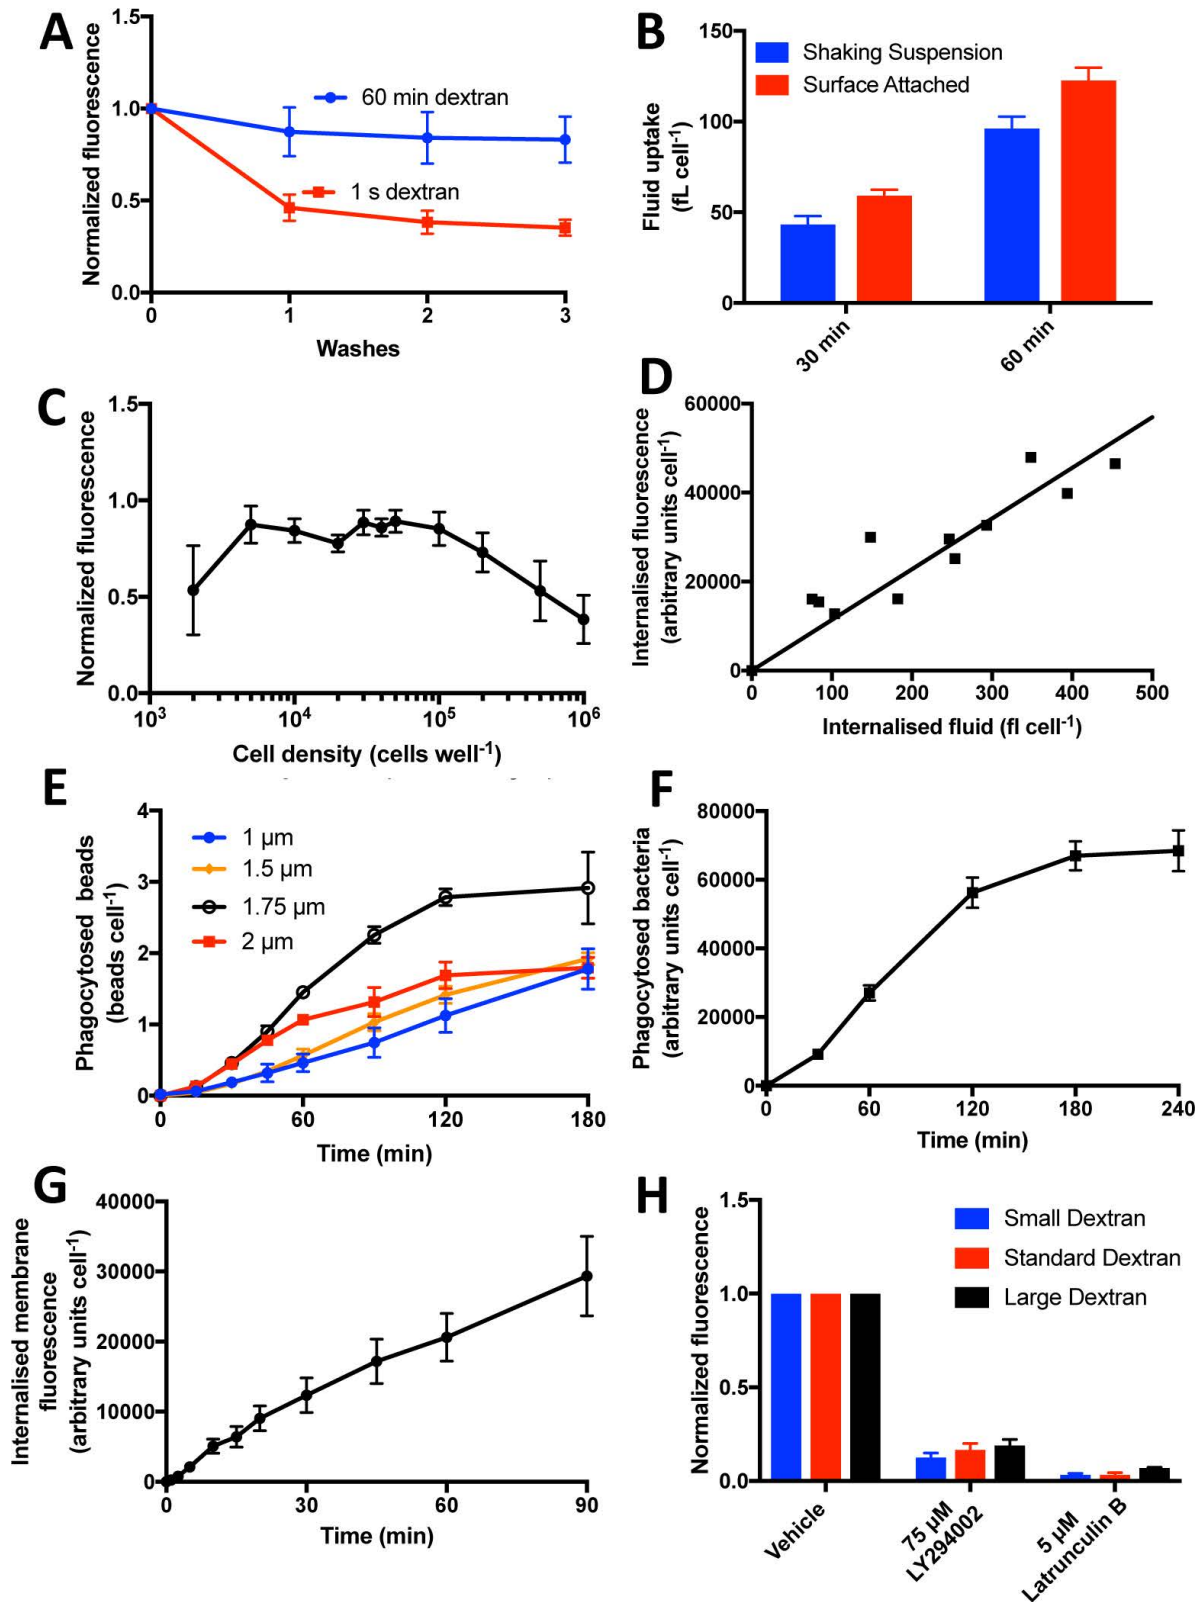 A
Normalized fluorescence
1.5
1.0
0.5
0.0
60 min dextran
1 s dextran
0 1 2 3
Washes
B
Fluid uptake
(fL cell-1)
150
100
50
0
Shaking Suspension
Surface Attached
30 min
60 min
C
Normalized fluorescence
1.5
1.0
0.5
0.0
10³ 10⁴ 10⁵ 10⁶
Cell density (cells well-1)
D
Internalised fluorescence
(arbitrary units cell-1)
60000
40000
20000
0
0 100 200 300 400 500
Internalised fluid (fl cell-1)
E
Phagocytosed beads
(beads cell-1)
4
3
2
1
0
1 µm
1.5 µm
1.75 µm
2 µm
0 60 120 180
Time (min)
F
Phagocytosed bacteria
(arbitrary units cell-1)
80000
60000
40000
20000
0
0 60 120 180 240
Time (min)
G
Internalised membrane
fluorescence
(arbitrary units cell-1)
40000
30000
20000
10000
0
0 30 60 90
Time (min)
H
Normalized fluorescence
1.5
1.0
0.5
0.0
Small Dextran
Standard Dextran
Large Dextran
Vehicle
75 µM
LY294002
5 µM
Latrunculin B